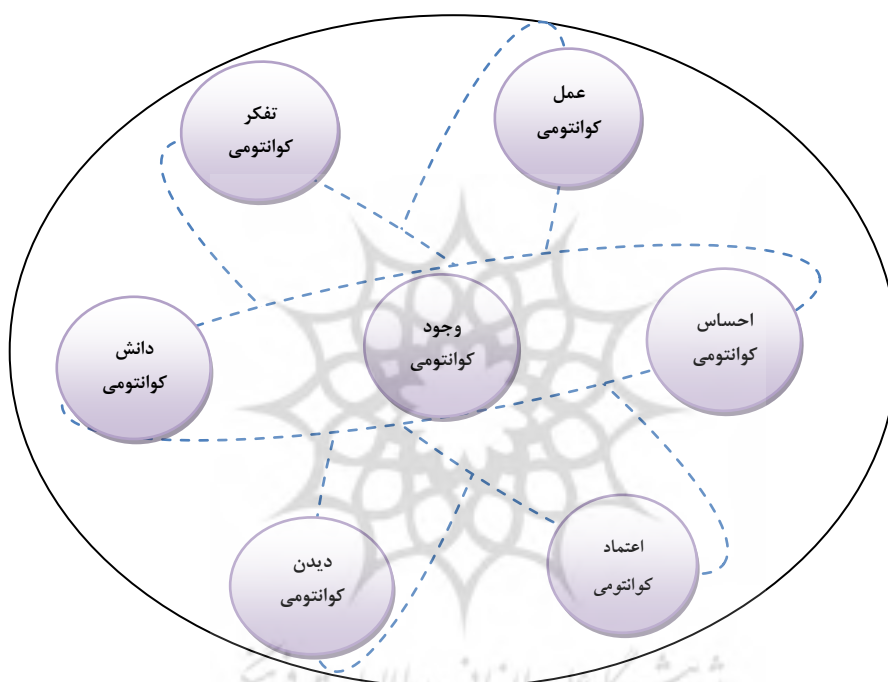 عمل
کوانتومی
تفکر
کوانتومی
احساس
کوانتومی
وجود
کوانتومی
دانش
کوانتومی
اعتماد
کوانتومی
دیدن
کوانتومی